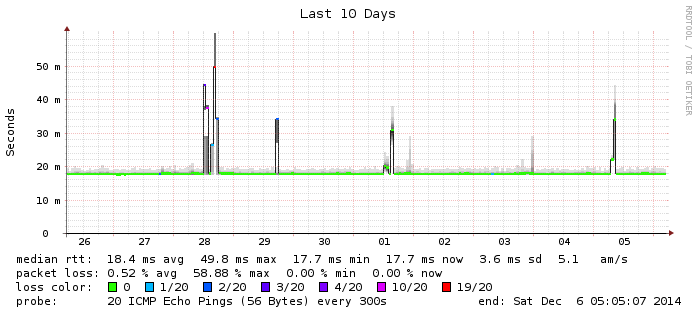 Last 10 Days
RRDTOOL / TOBI OETIKER
Seconds
50 m
40 m
30 m
20 m
10 m
0
26 27 28 29 30 01 02 03 04 05
median rtt: 18.4 ms avg 49.8 ms max 17.7 ms min 17.7 ms now 3.6 ms sd 5.1 am/s
packet loss: 0.52 % avg 58.88 % max 0.00 % min 0.00 % now
loss color: 0 1/20 2/20 3/20 4/20 10/20 19/20
probe: 20 ICMP Echo Pings (56 Bytes) every 300s end: Sat Dec 6 05:05:07 2014